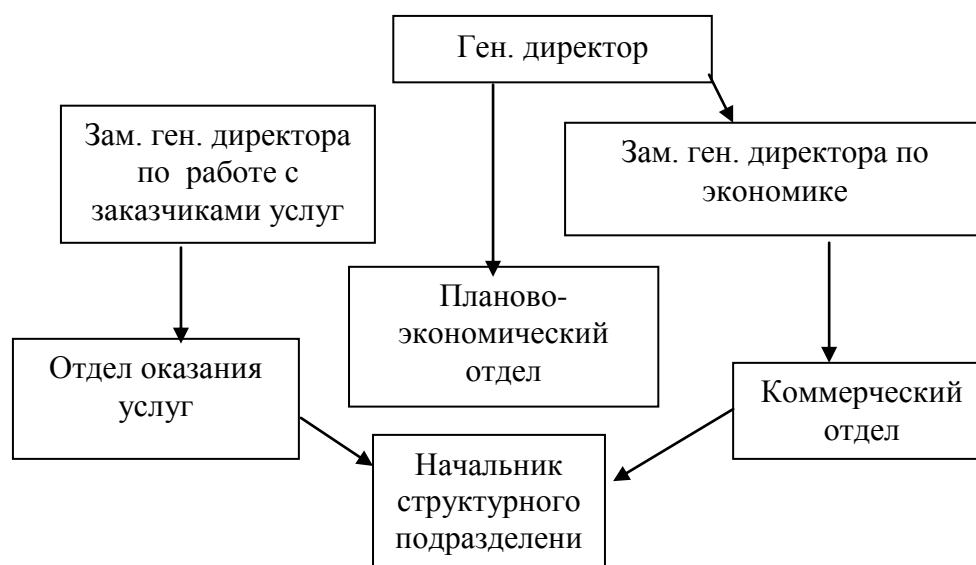 Ген. директор
Зам. ген. директора
по работе с
заказчиками услуг
Зам. ген. директора по
экономике
Планово-
экономический
отдел
Отдел оказания
услуг
Коммерческий
отдел
Начальник
структурного
подразделени